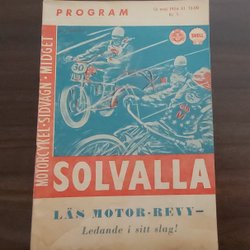 PROGRAM
SHELL
MOTORCYKEL·SIDVAGN·MIDGET
SOLVALLA
LÄS MOTOR-REVY—
Ledande i sitt slag!